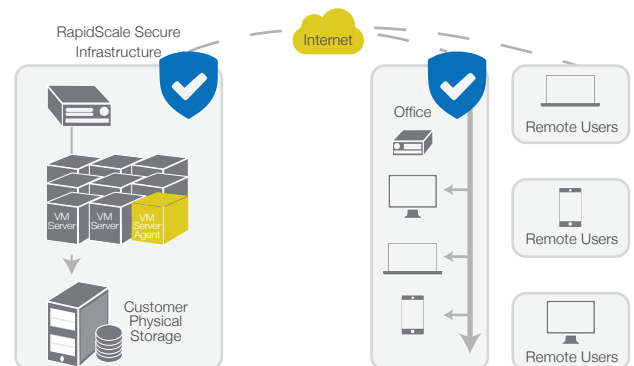 RapidScale Secure
Infrastructure
Internet
Office
Remote Users
VM
Server
VM
Server
VM
Server
Agent
Remote Users
Customer
Physical
Storage
Remote Users